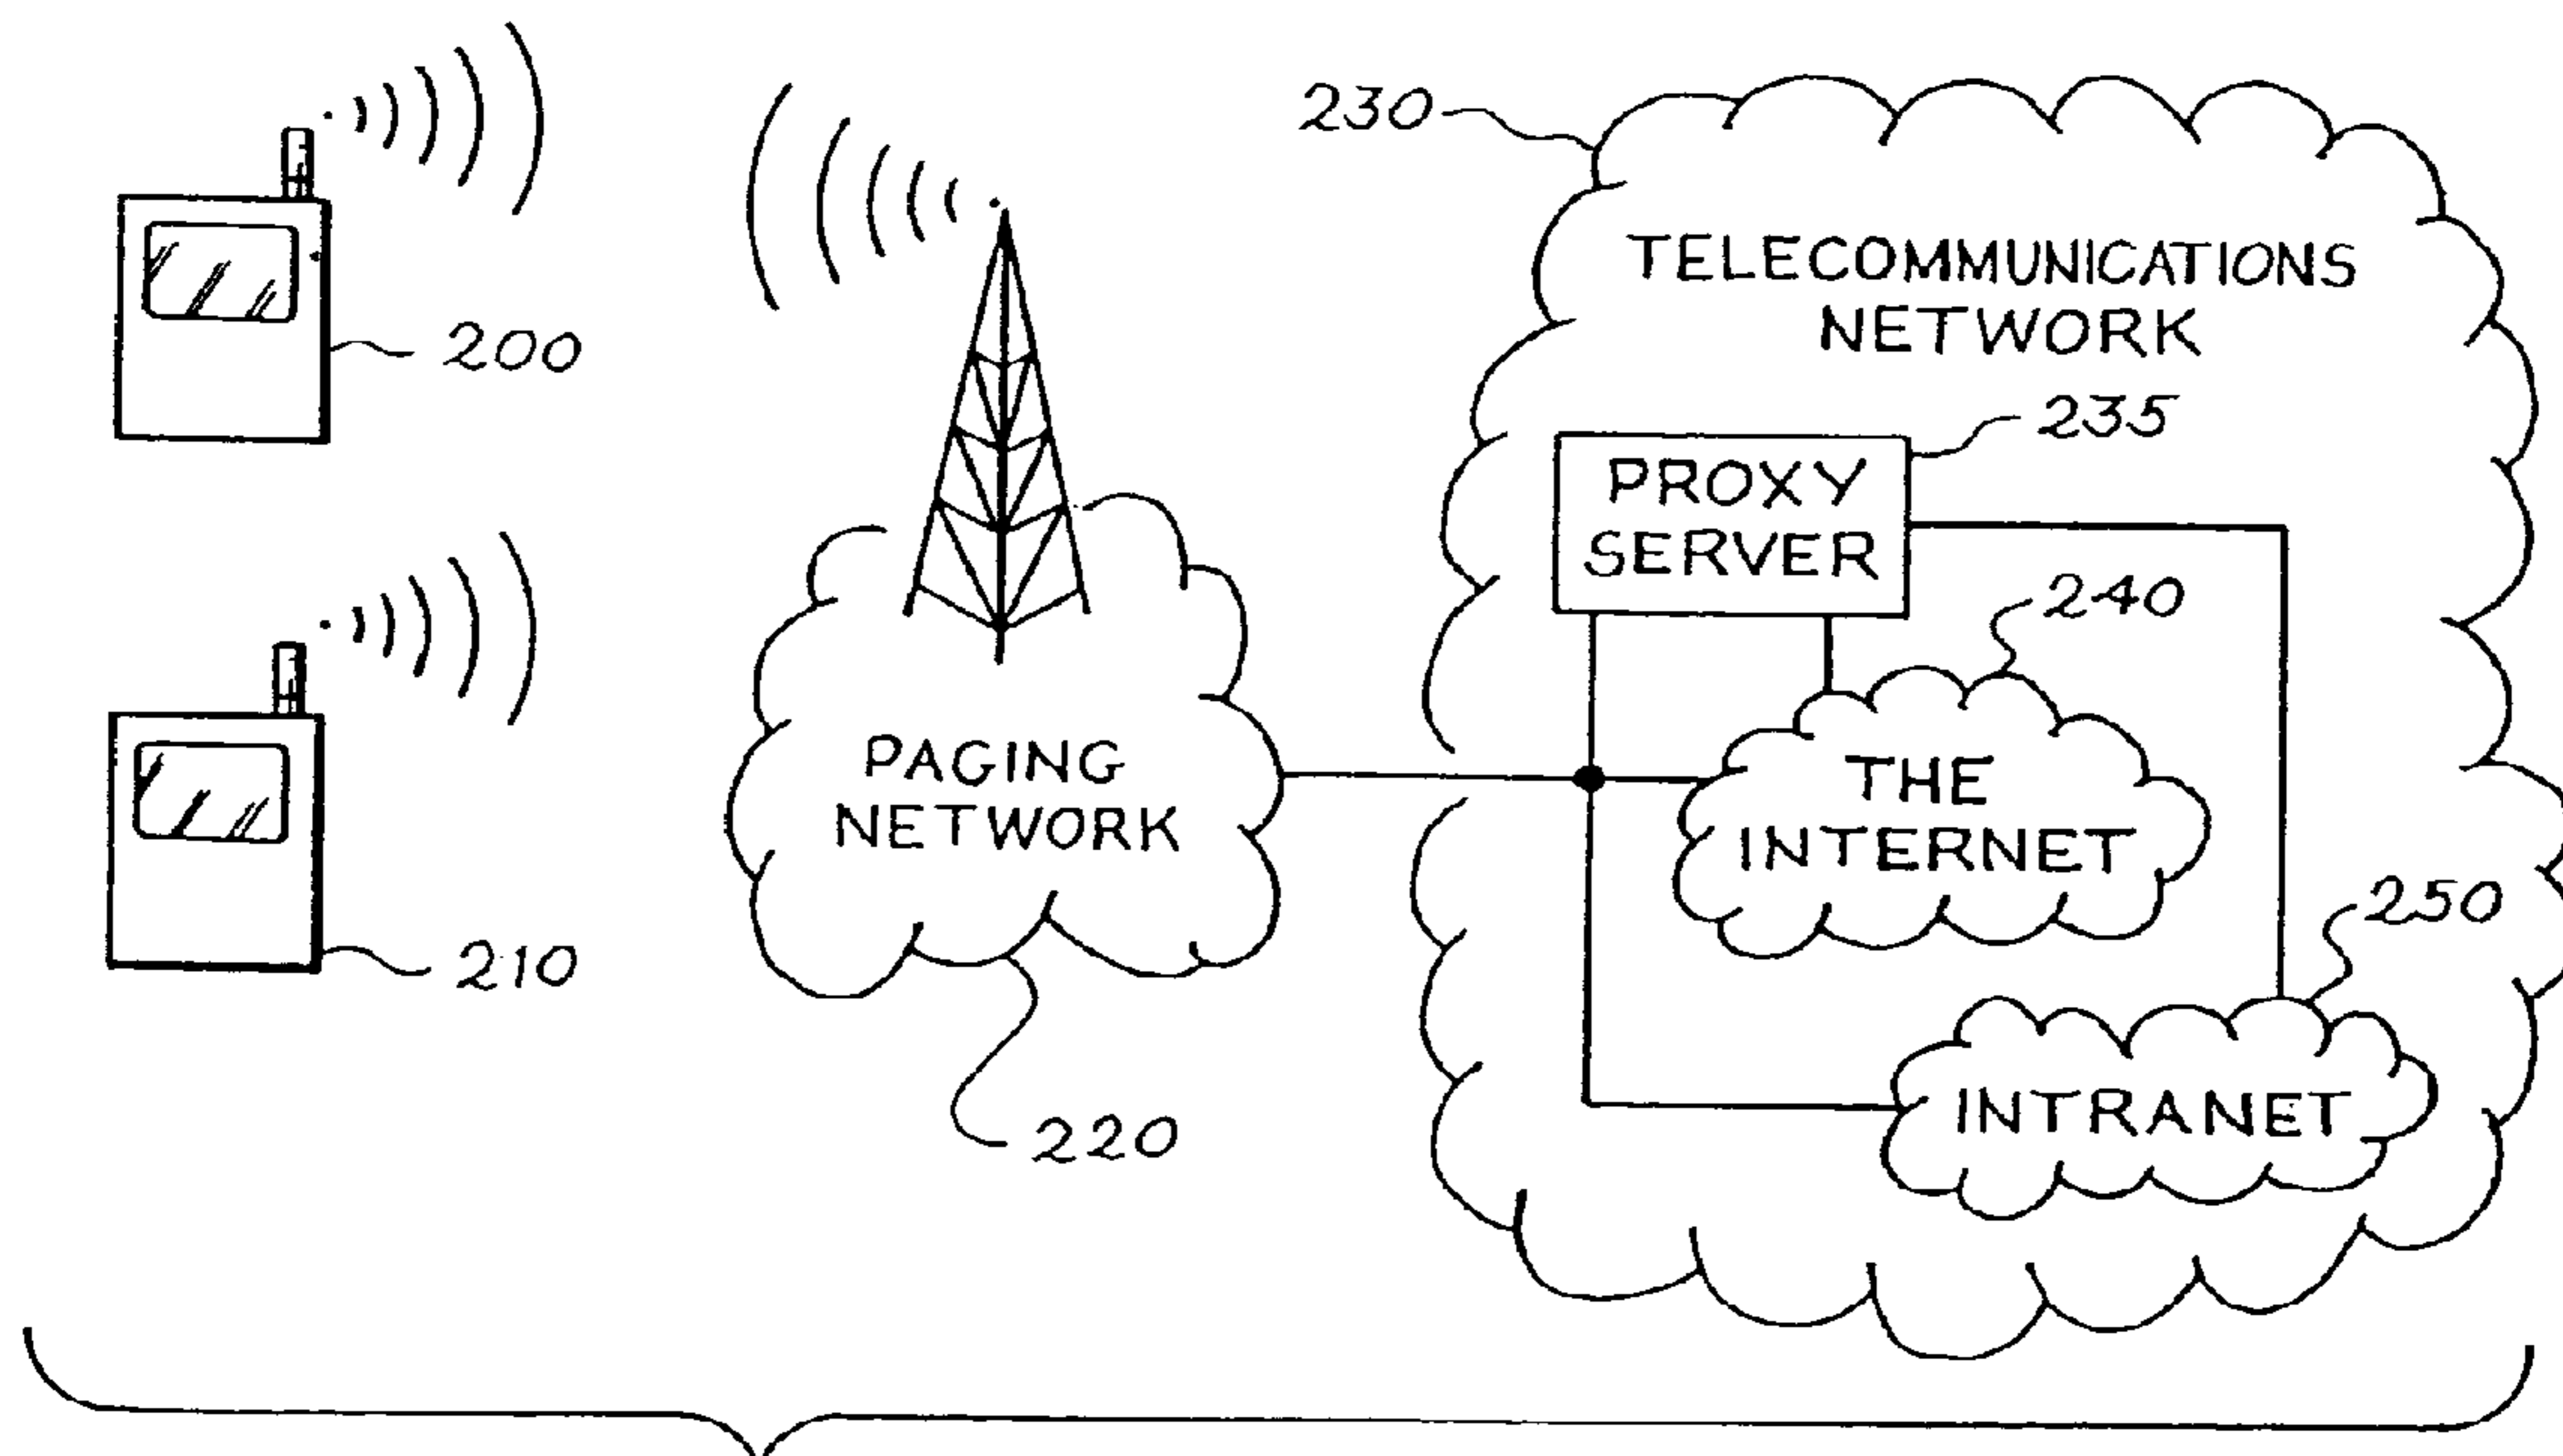 230
TELECOMMUNICATIONS
NETWORK
200
235
PROXY
SERVER
240
PAGING
NETWORK
THE
INTERNET
210
250
INTRANET
220